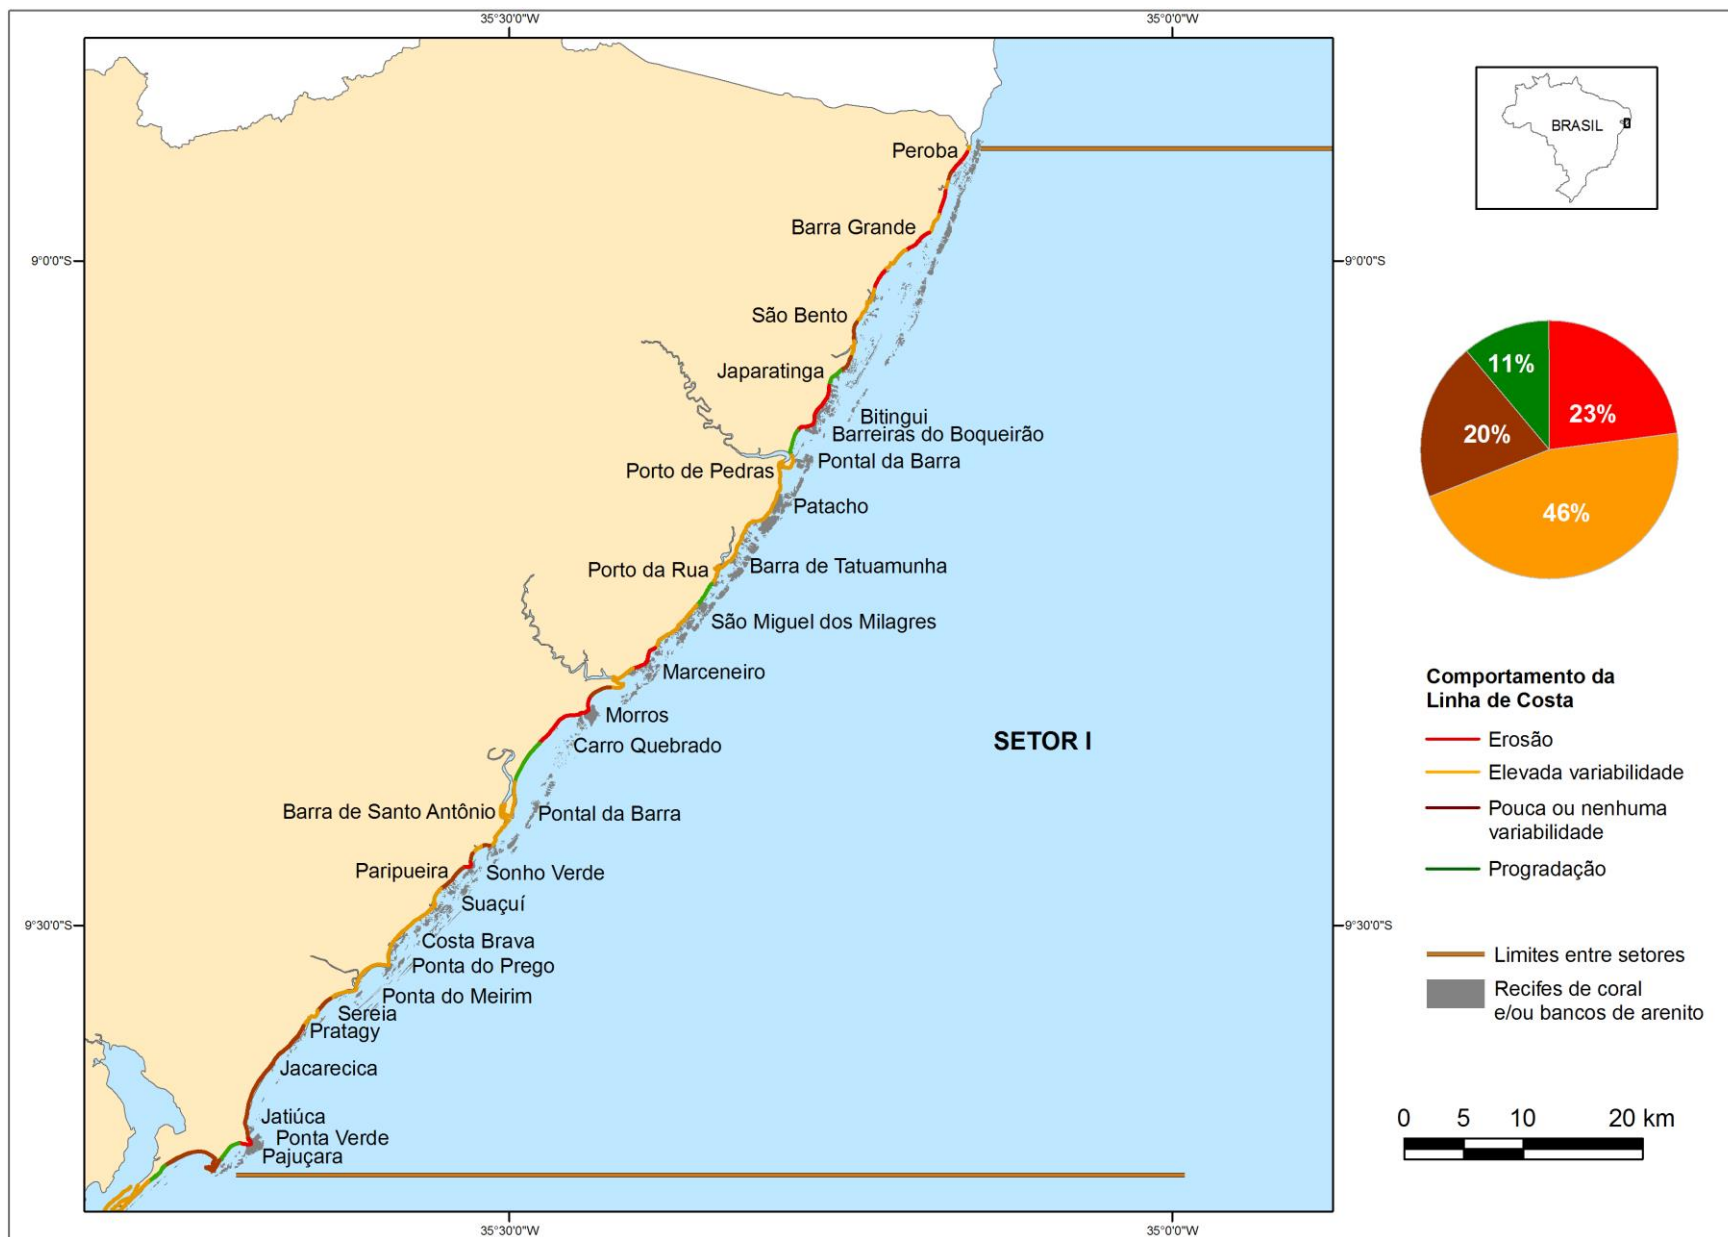 35°30'0"W
35°0'0"W
BRASIL
Peroba
Barra Grande
9°0'0"S
9°0'0"S
São Bento
Japaratinga
Bitingui
Barreiras do Boqueirão
Pontal da Barra
Porto de Pedras
Patacho
Barra de Tatuamunha
Porto da Rua
São Miguel dos Milagres
Marceneiro
Morros
Carro Quebrado
SETOR I
Barra de Santo Antônio
Pontal da Barra
Paripueira
Sonho Verde
Suaçuí
9°30'0"S
9°30'0"S
Costa Brava
Ponta do Prego
Ponta do Meirim
Sereia
Pratagy
Jacarecica
Jatiúca
Ponta Verde
Pajuçara
35°30'0"W
35°0'0"W
11%
23%
20%
46%
Comportamento da
Linha de Costa
Erosão
Elevada variabilidade
Pouca ou nenhuma
variabilidade
Progradação
Limites entre setores
Recifes de coral
e/ou bancos de arenito
0 5 10 20 km